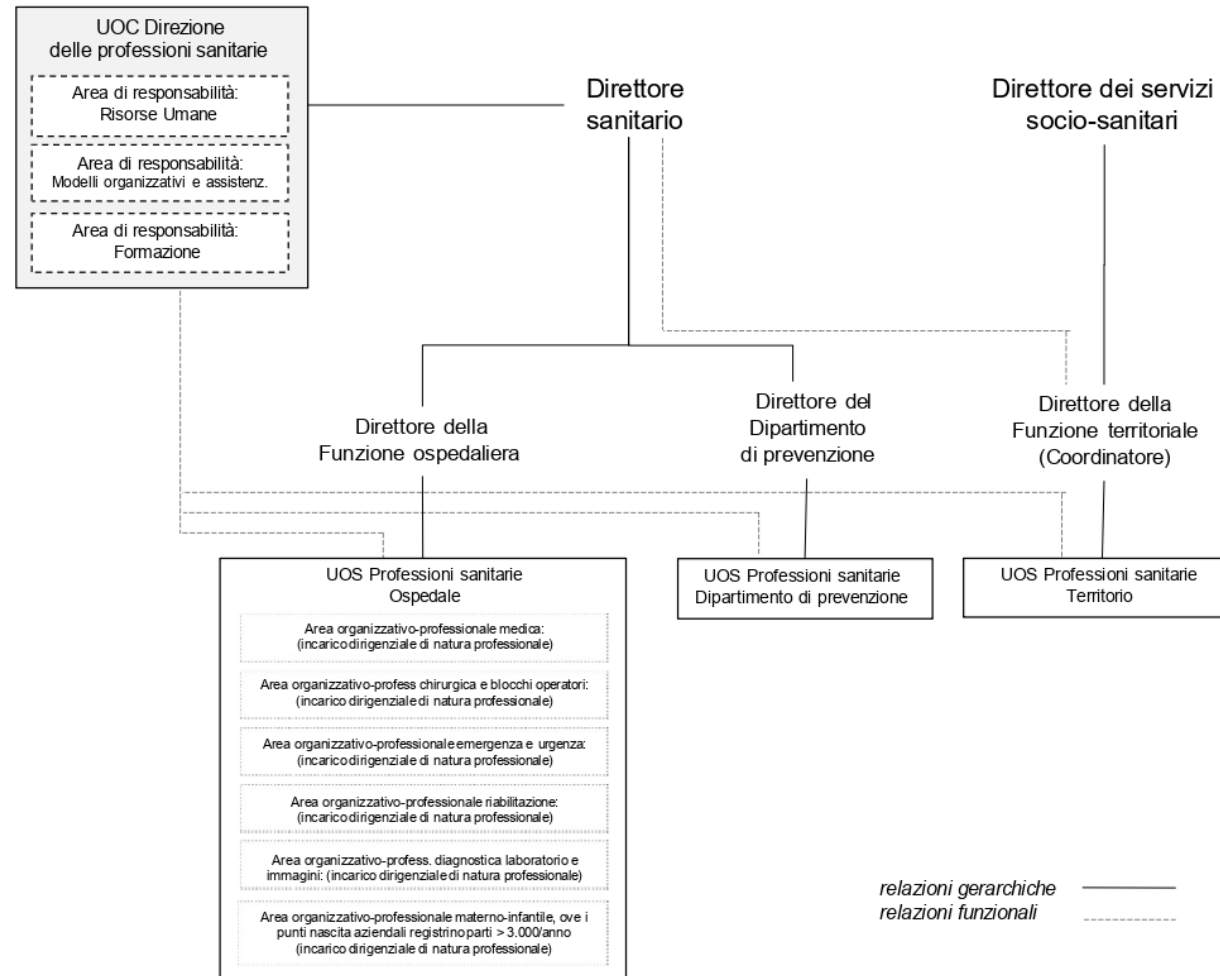 UOC Direzione
delle professioni sanitarie
Area di responsabilità:
Risorse Umane
Area di responsabilità:
Modelli organizzativi e assistenz.
Area di responsabilità:
Formazione
Direttore
sanitario
Direttore dei servizi
socio-sanitari
Direttore della
Funzione ospedaliera
Direttore del
Dipartimento
di prevenzione
Direttore della
Funzione territoriale
(Coordinatore)
UOS Professioni sanitarie
Ospedale
Area organizzativo-professionale medica:
(incarico dirigenziale di natura professionale)
Area organizzativo-profess chirurgica e blocchi operatori:
(incarico dirigenziale di natura professionale)
Area organizzativo-professionale emergenza e urgenza:
(incarico dirigenziale di natura professionale)
Area organizzativo-professionale riabilitazione:
(incarico dirigenziale di natura professionale)
Area organizzativo-profess. diagnostica laboratorio e
immagini: (incarico dirigenziale di natura professionale)
Area organizzativo-professionale materno-infantile, ove i
punti nascita aziendali registrino parti > 3.000/anno
(incarico dirigenziale di natura professionale)
UOS Professioni sanitarie
Dipartimento di prevenzione
UOS Professioni sanitarie
Territorio
relazioni gerarchiche
relazioni funzionali